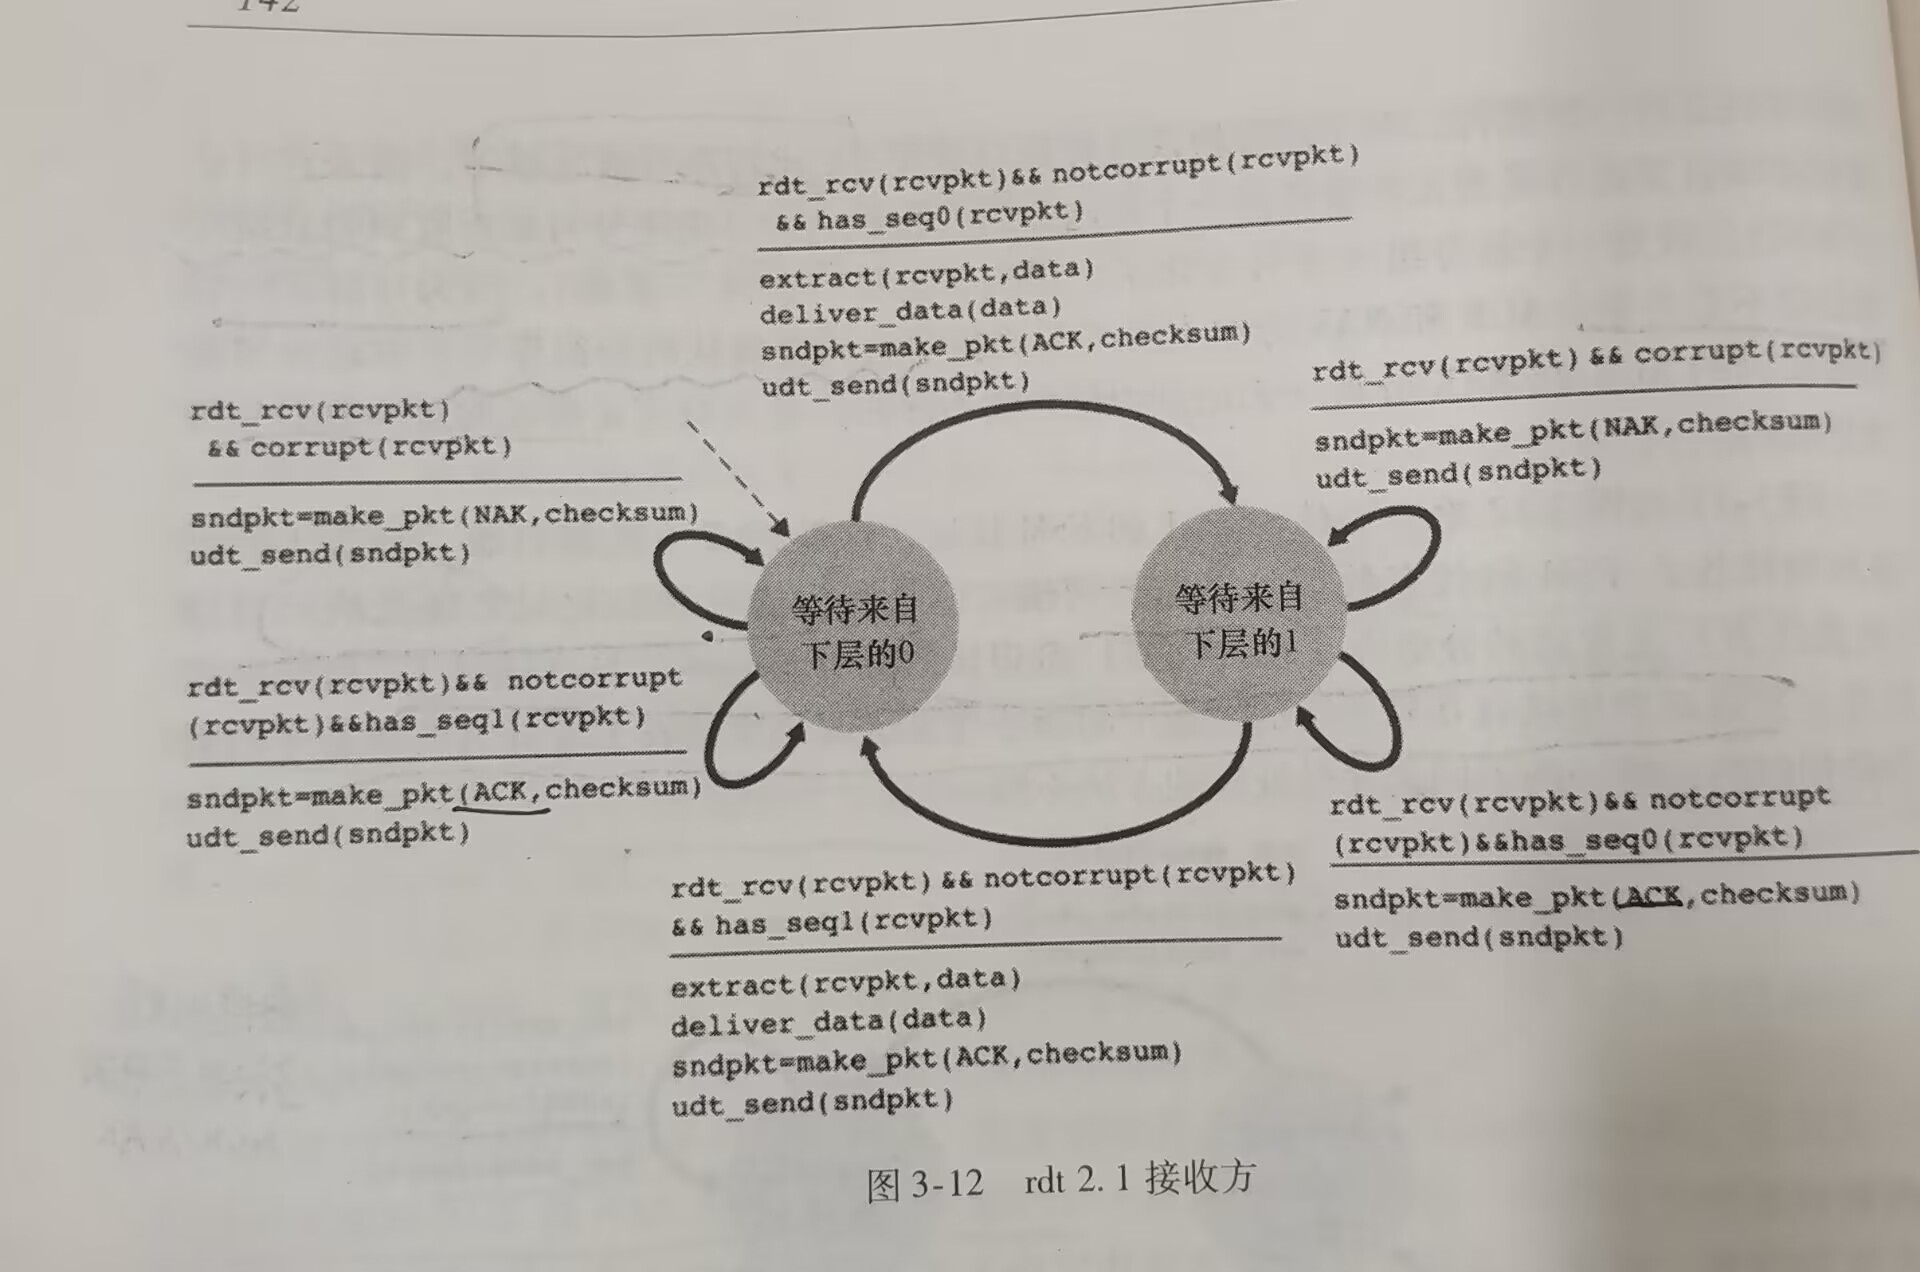 142
rdt_rcv(rcvpkt)&& notcorrupt(rcvpkt)
&& has_seq0(rcvpkt)
extract(rcvpkt,data)
deliver_data(data)
sndpkt=make_pkt(ACK,checksum)
udt_send(sndpkt)
rdt_rcv(rcvpkt) && corrupt(rcvpkt)
sndpkt=make_pkt(NAK,checksum)
udt_send(sndpkt)
rdt_rcv(rcvpkt)
&& corrupt(rcvpkt)
sndpkt=make_pkt(NAK,checksum)
udt_send(sndpkt)
等待来自
下层的0
等待来自
下层的1
rdt_rcv(rcvpkt)&& notcorrupt
(rcvpkt)&&has_seq1(rcvpkt)
sndpkt=make_pkt(ACK,checksum)
udt_send(sndpkt)
rdt_rcv(rcvpkt)&& notcorrupt
(rcvpkt)&&has_seq0(rcvpkt)
sndpkt=make_pkt(ACK,checksum)
udt_send(sndpkt)
rdt_rcv(rcvpkt) && notcorrupt(rcvpkt)
&& has_seq1(rcvpkt)
extract(rcvpkt,data)
deliver_data(data)
sndpkt=make_pkt(ACK,checksum)
udt_send(sndpkt)
图 3-12 rdt 2.1 接收方